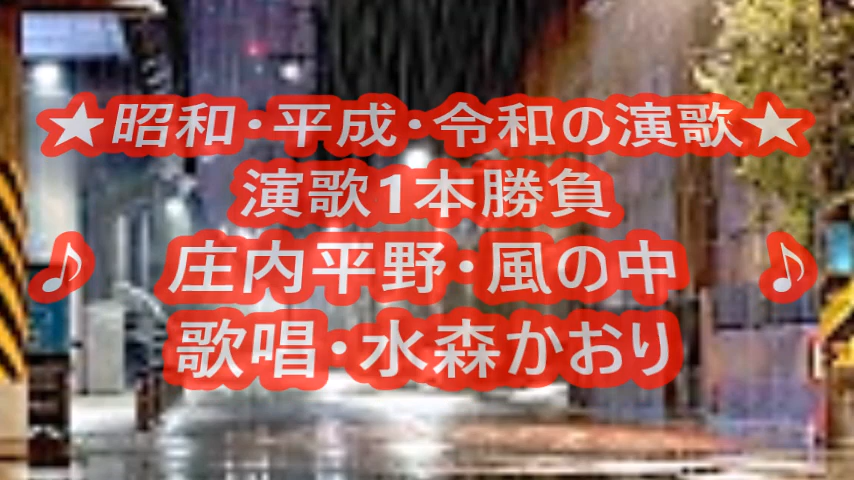 ★昭和・平成・令和の演歌★
演歌1本勝負
♪ 庄内平野・風の中 ♪
歌唱・水森かおり